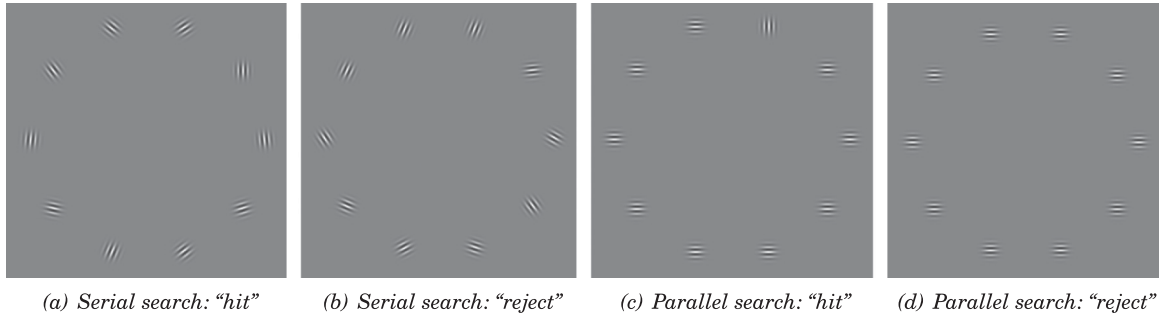 (a) Serial search: “hit”
(b) Serial search: “reject”
(c) Parallel search: “hit”
(d) Parallel search: “reject”